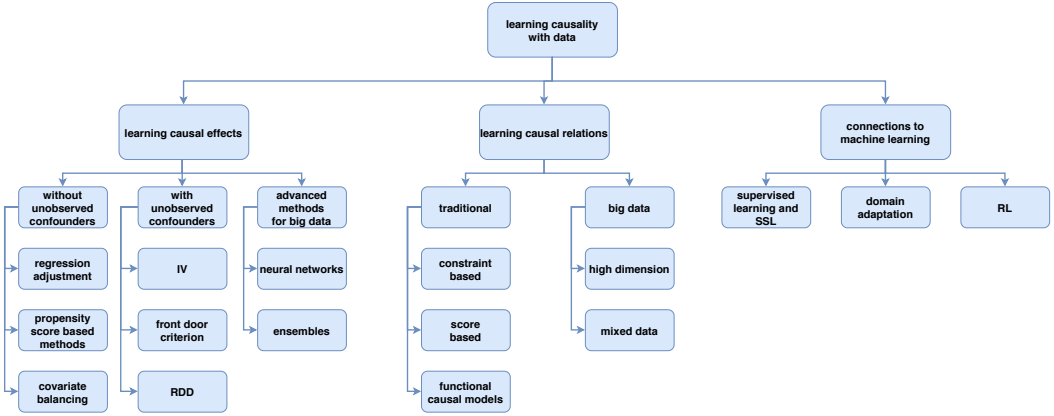 learning causality
with data
learning causal effects
learning causal relations
connections to
machine learning
without
unobserved
confounders
with
unobserved
confounders
advanced
methods
for big data
traditional
big data
supervised
learning and
SSL
domain
adaptation
RL
regression
adjustment
IV
neural networks
constraint
based
high dimension
propensity
score based
methods
front door
criterion
ensembles
score
based
mixed data
covariate
balancing
RDD
functional
causal models